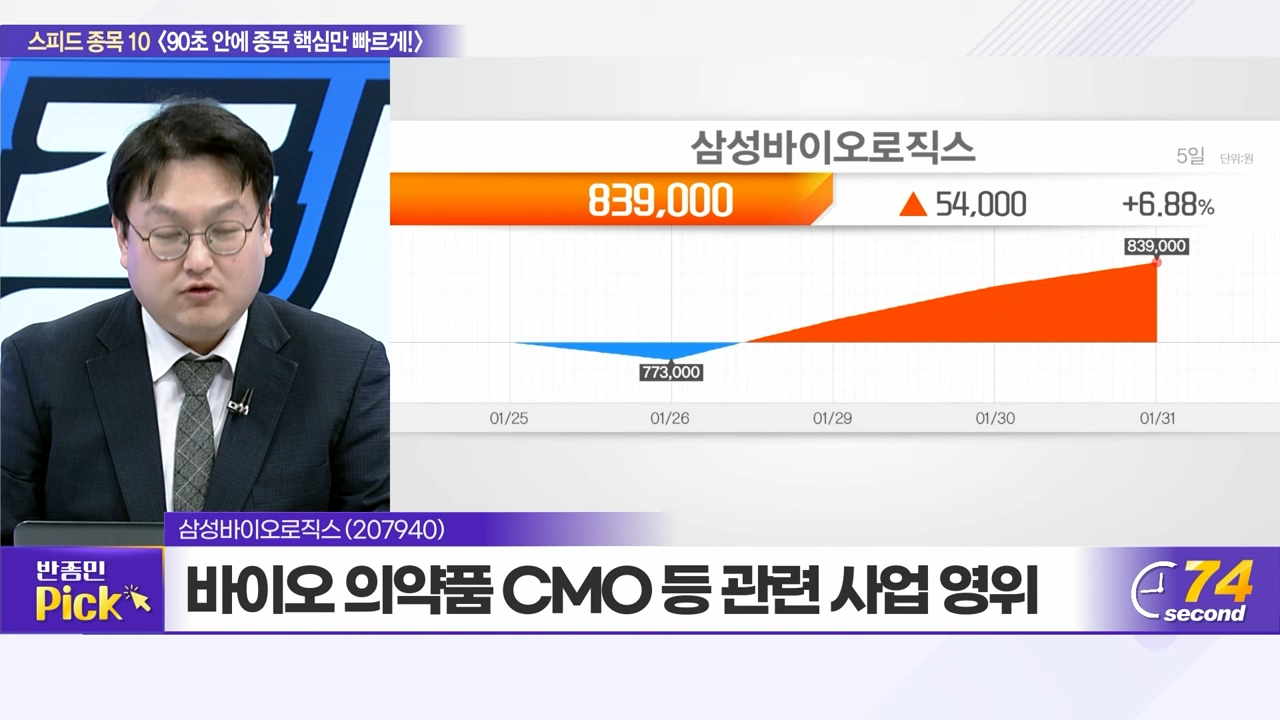 스피드 종목 10 〈90초 안에 종목 핵심만 빠르게!〉
삼성바이오로직스
5일 단위:원
839,000 ▲ 54,000 +6.88%
839,000
773,000
01/25 01/26 01/29 01/30 01/31
삼성바이오로직스 (207940)
반종민
Pick
바이오 의약품 CMO 등 관련 사업 영위
74
second